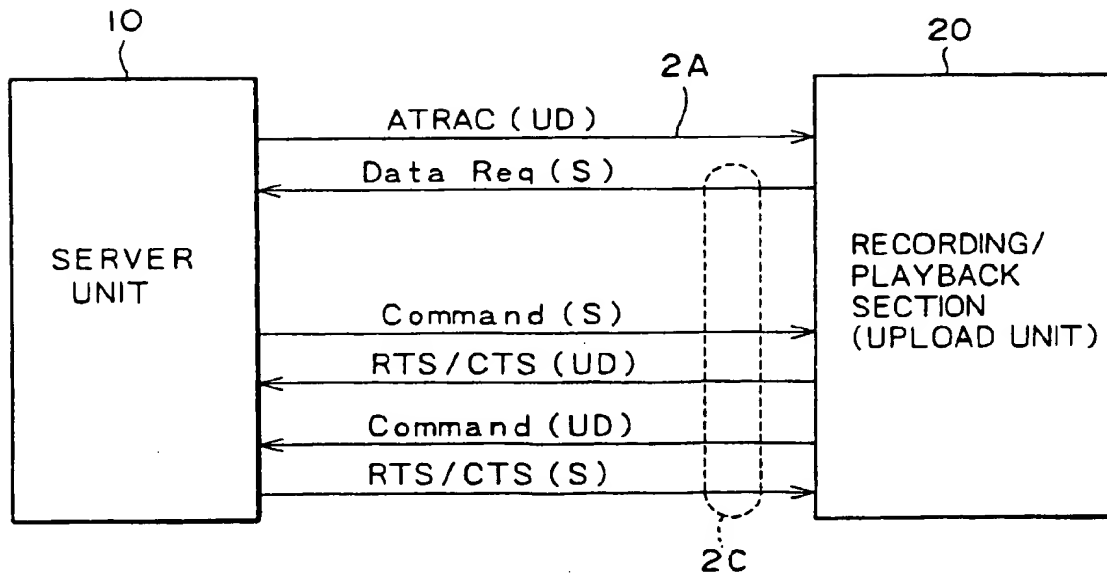 10
20
2A
ATRAC (UD)
Data Req (S)
SERVER
UNIT
RECORDING/
PLAYBACK
SECTION
(UPLOAD UNIT)
Command (S)
RTS/CTS (UD)
Command (UD)
RTS/CTS (S)
2C